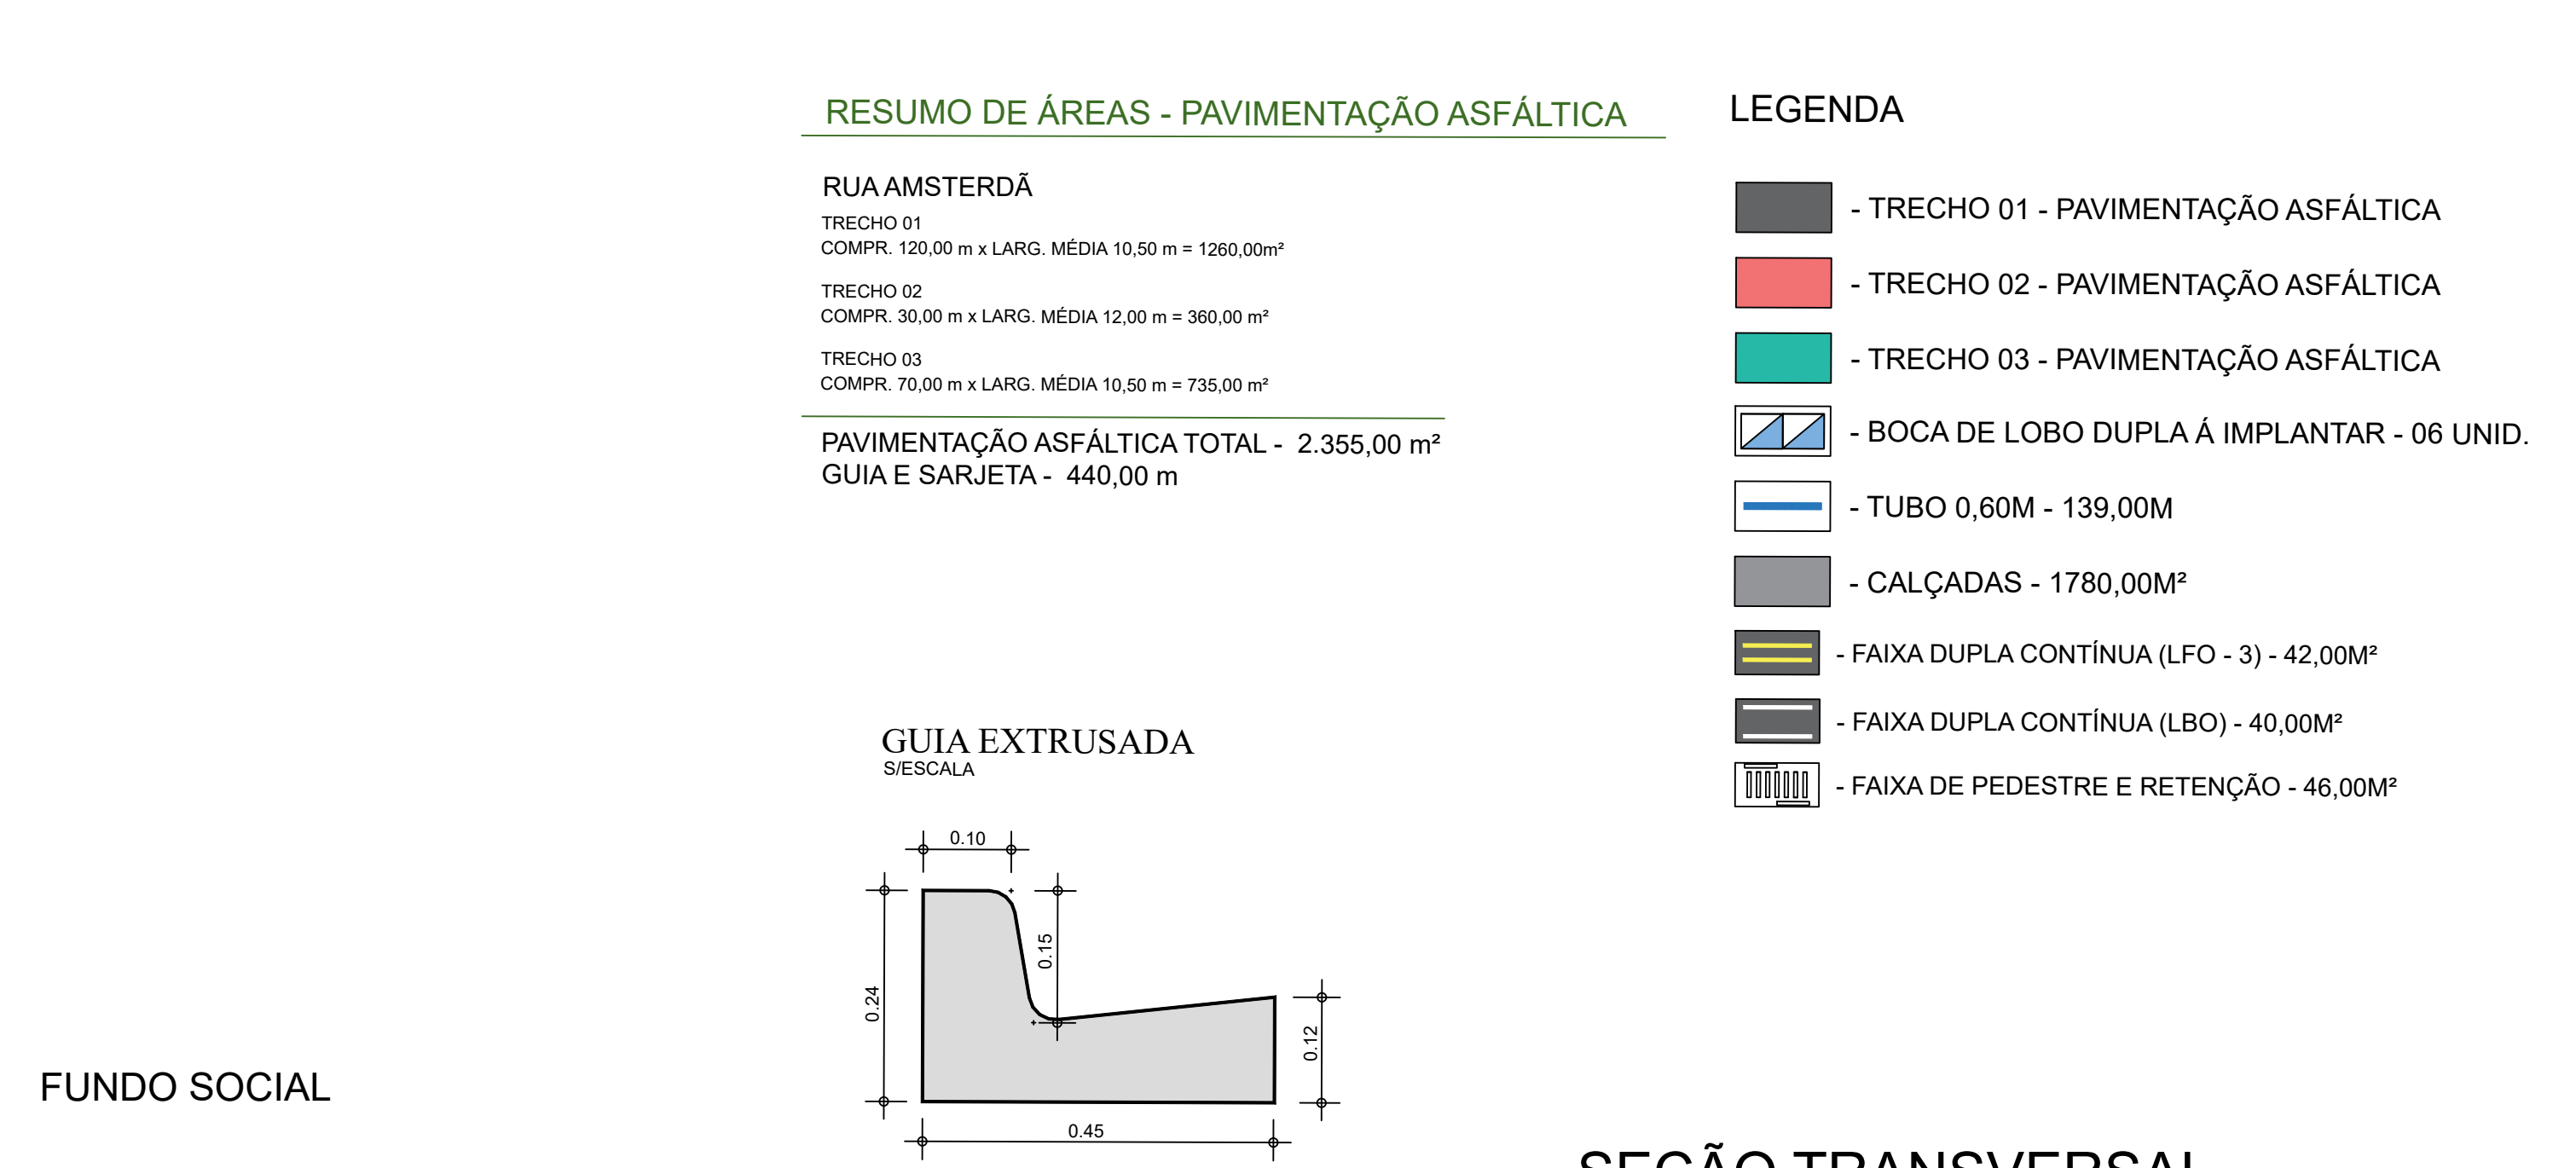 RESUMO DE ÁREAS - PAVIMENTAÇÃO ASFÁLTICA
RUA AMSTERDÃ
TRECHO 01
COMPR. 120,00 m x LARG. MÉDIA 10,50 m = 1260,00m²
TRECHO 02
COMPR. 30,00 m x LARG. MÉDIA 12,00 m = 360,00 m²
TRECHO 03
COMPR. 70,00 m x LARG. MÉDIA 10,50 m = 735,00 m²
PAVIMENTAÇÃO ASFÁLTICA TOTAL - 2.355,00 m²
GUIA E SARJETA - 440,00 m
LEGENDA
- TRECHO 01 - PAVIMENTAÇÃO ASFÁLTICA
- TRECHO 02 - PAVIMENTAÇÃO ASFÁLTICA
- TRECHO 03 - PAVIMENTAÇÃO ASFÁLTICA
- BOCA DE LOBO DUPLA Á IMPLANTAR - 06 UNID.
- TUBO 0,60M - 139,00M
- CALÇADAS - 1780,00M²
- FAIXA DUPLA CONTÍNUA (LFO - 3) - 42,00M²
- FAIXA DUPLA CONTÍNUA (LBO) - 40,00M²
- FAIXA DE PEDESTRE E RETENÇÃO - 46,00M²
GUIA EXTRUSADA
S/ESCALA
0.10
0.15
0.24
0.12
0.45
FUNDO SOCIAL
SEÇÃO TRANSVERSAL